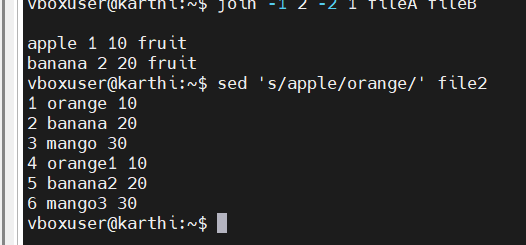 vboxuser@karthi:~$ join -1 2 -2 1 fileA fileB
apple 1 10 fruit
banana 2 20 fruit
vboxuser@karthi:~$ sed 's/apple/orange/' file2
1 orange 10
2 banana 20
3 mango 30
4 orange1 10
5 banana2 20
6 mango3 30
vboxuser@karthi:~$